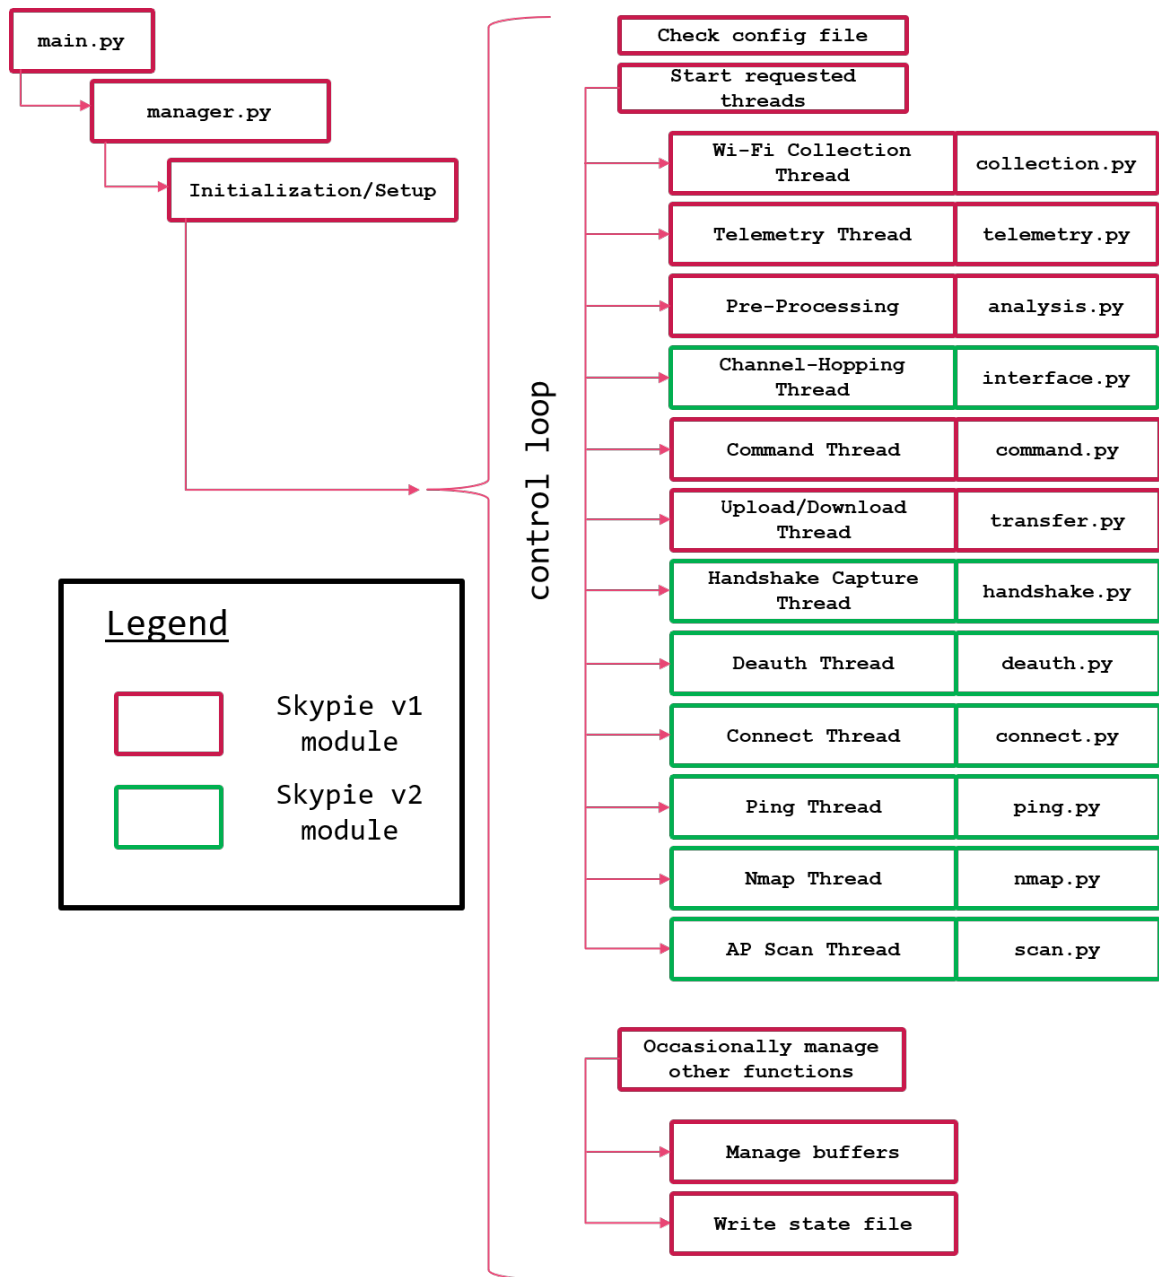 main.py
manager.py
Initialization/Setup
control loop
Check config file
Start requested
threads
Wi-Fi Collection
Thread
collection.py
Telemetry Thread
telemetry.py
Pre-Processing
analysis.py
Channel-Hopping
Thread
interface.py
Command Thread
command.py
Upload/Download
Thread
transfer.py
Handshake Capture
Thread
handshake.py
Deauth Thread
deauth.py
Connect Thread
connect.py
Ping Thread
ping.py
Nmap Thread
nmap.py
AP Scan Thread
scan.py
Occasionally manage
other functions
Manage buffers
Write state file
Legend
Skypie v1
module
Skypie v2
module